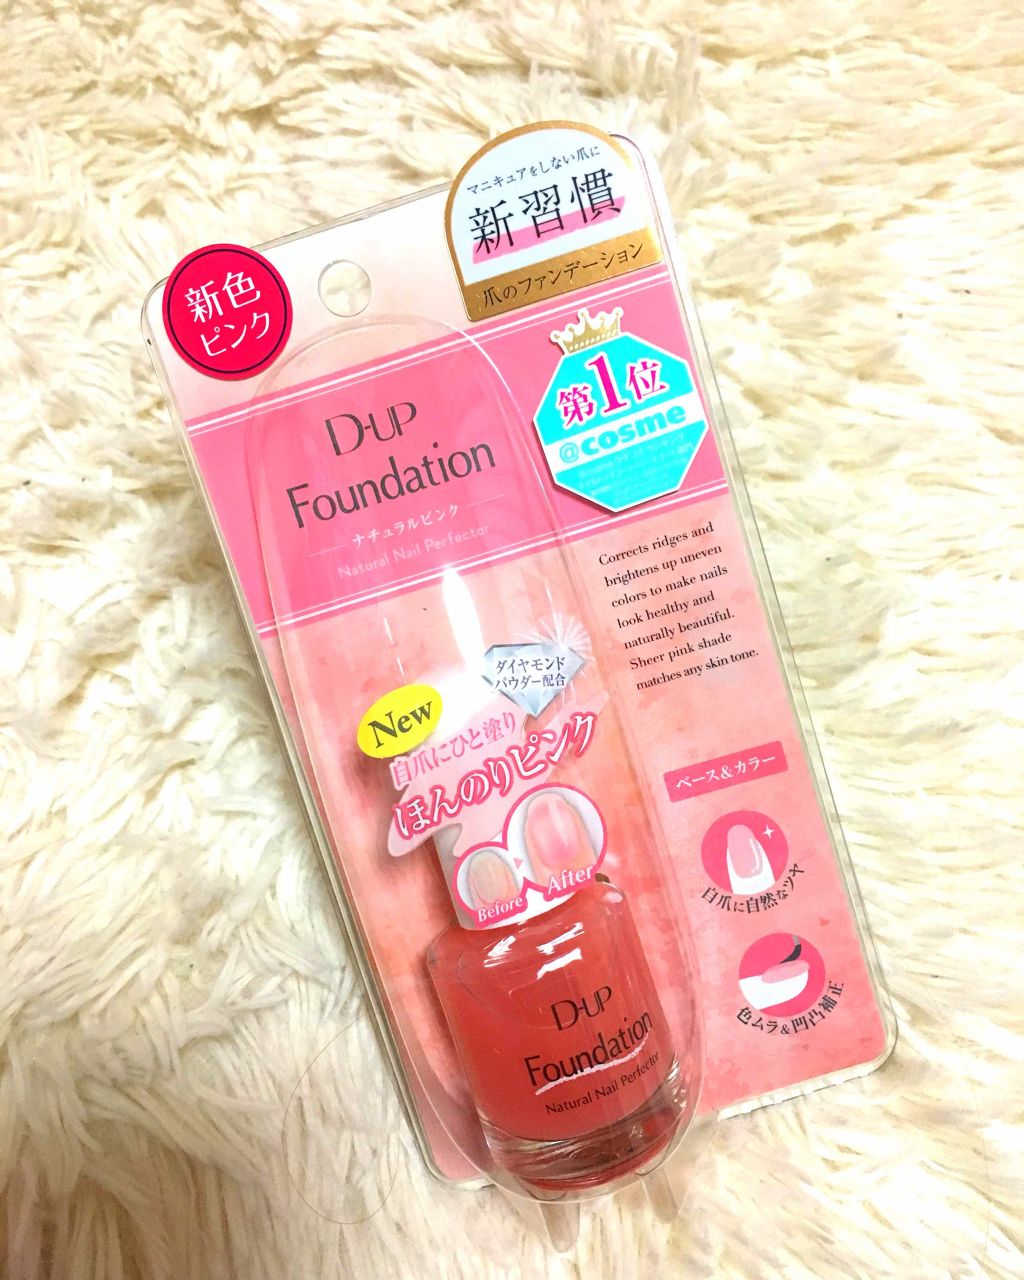 マニキュアをしない爪に
新習慣
爪のファンデーション
新色
ピンク
第1位
@cosme
D-UP
Foundation
ナチュラルピンク
Natural Nail Perfector
Corrects ridges and
brightens up uneven
colors to make nails
look healthy and
naturally beautiful.
Sheer pink shade
matches any skin tone.
ダイヤモンド
パウダー配合
New
自爪にひと塗り
ほんのりピンク
Before
After
ベース&カラー
自爪に自然なツヤ
色ムラ&凹凸補正
D-UP
Foundation
Natural Nail Perfector